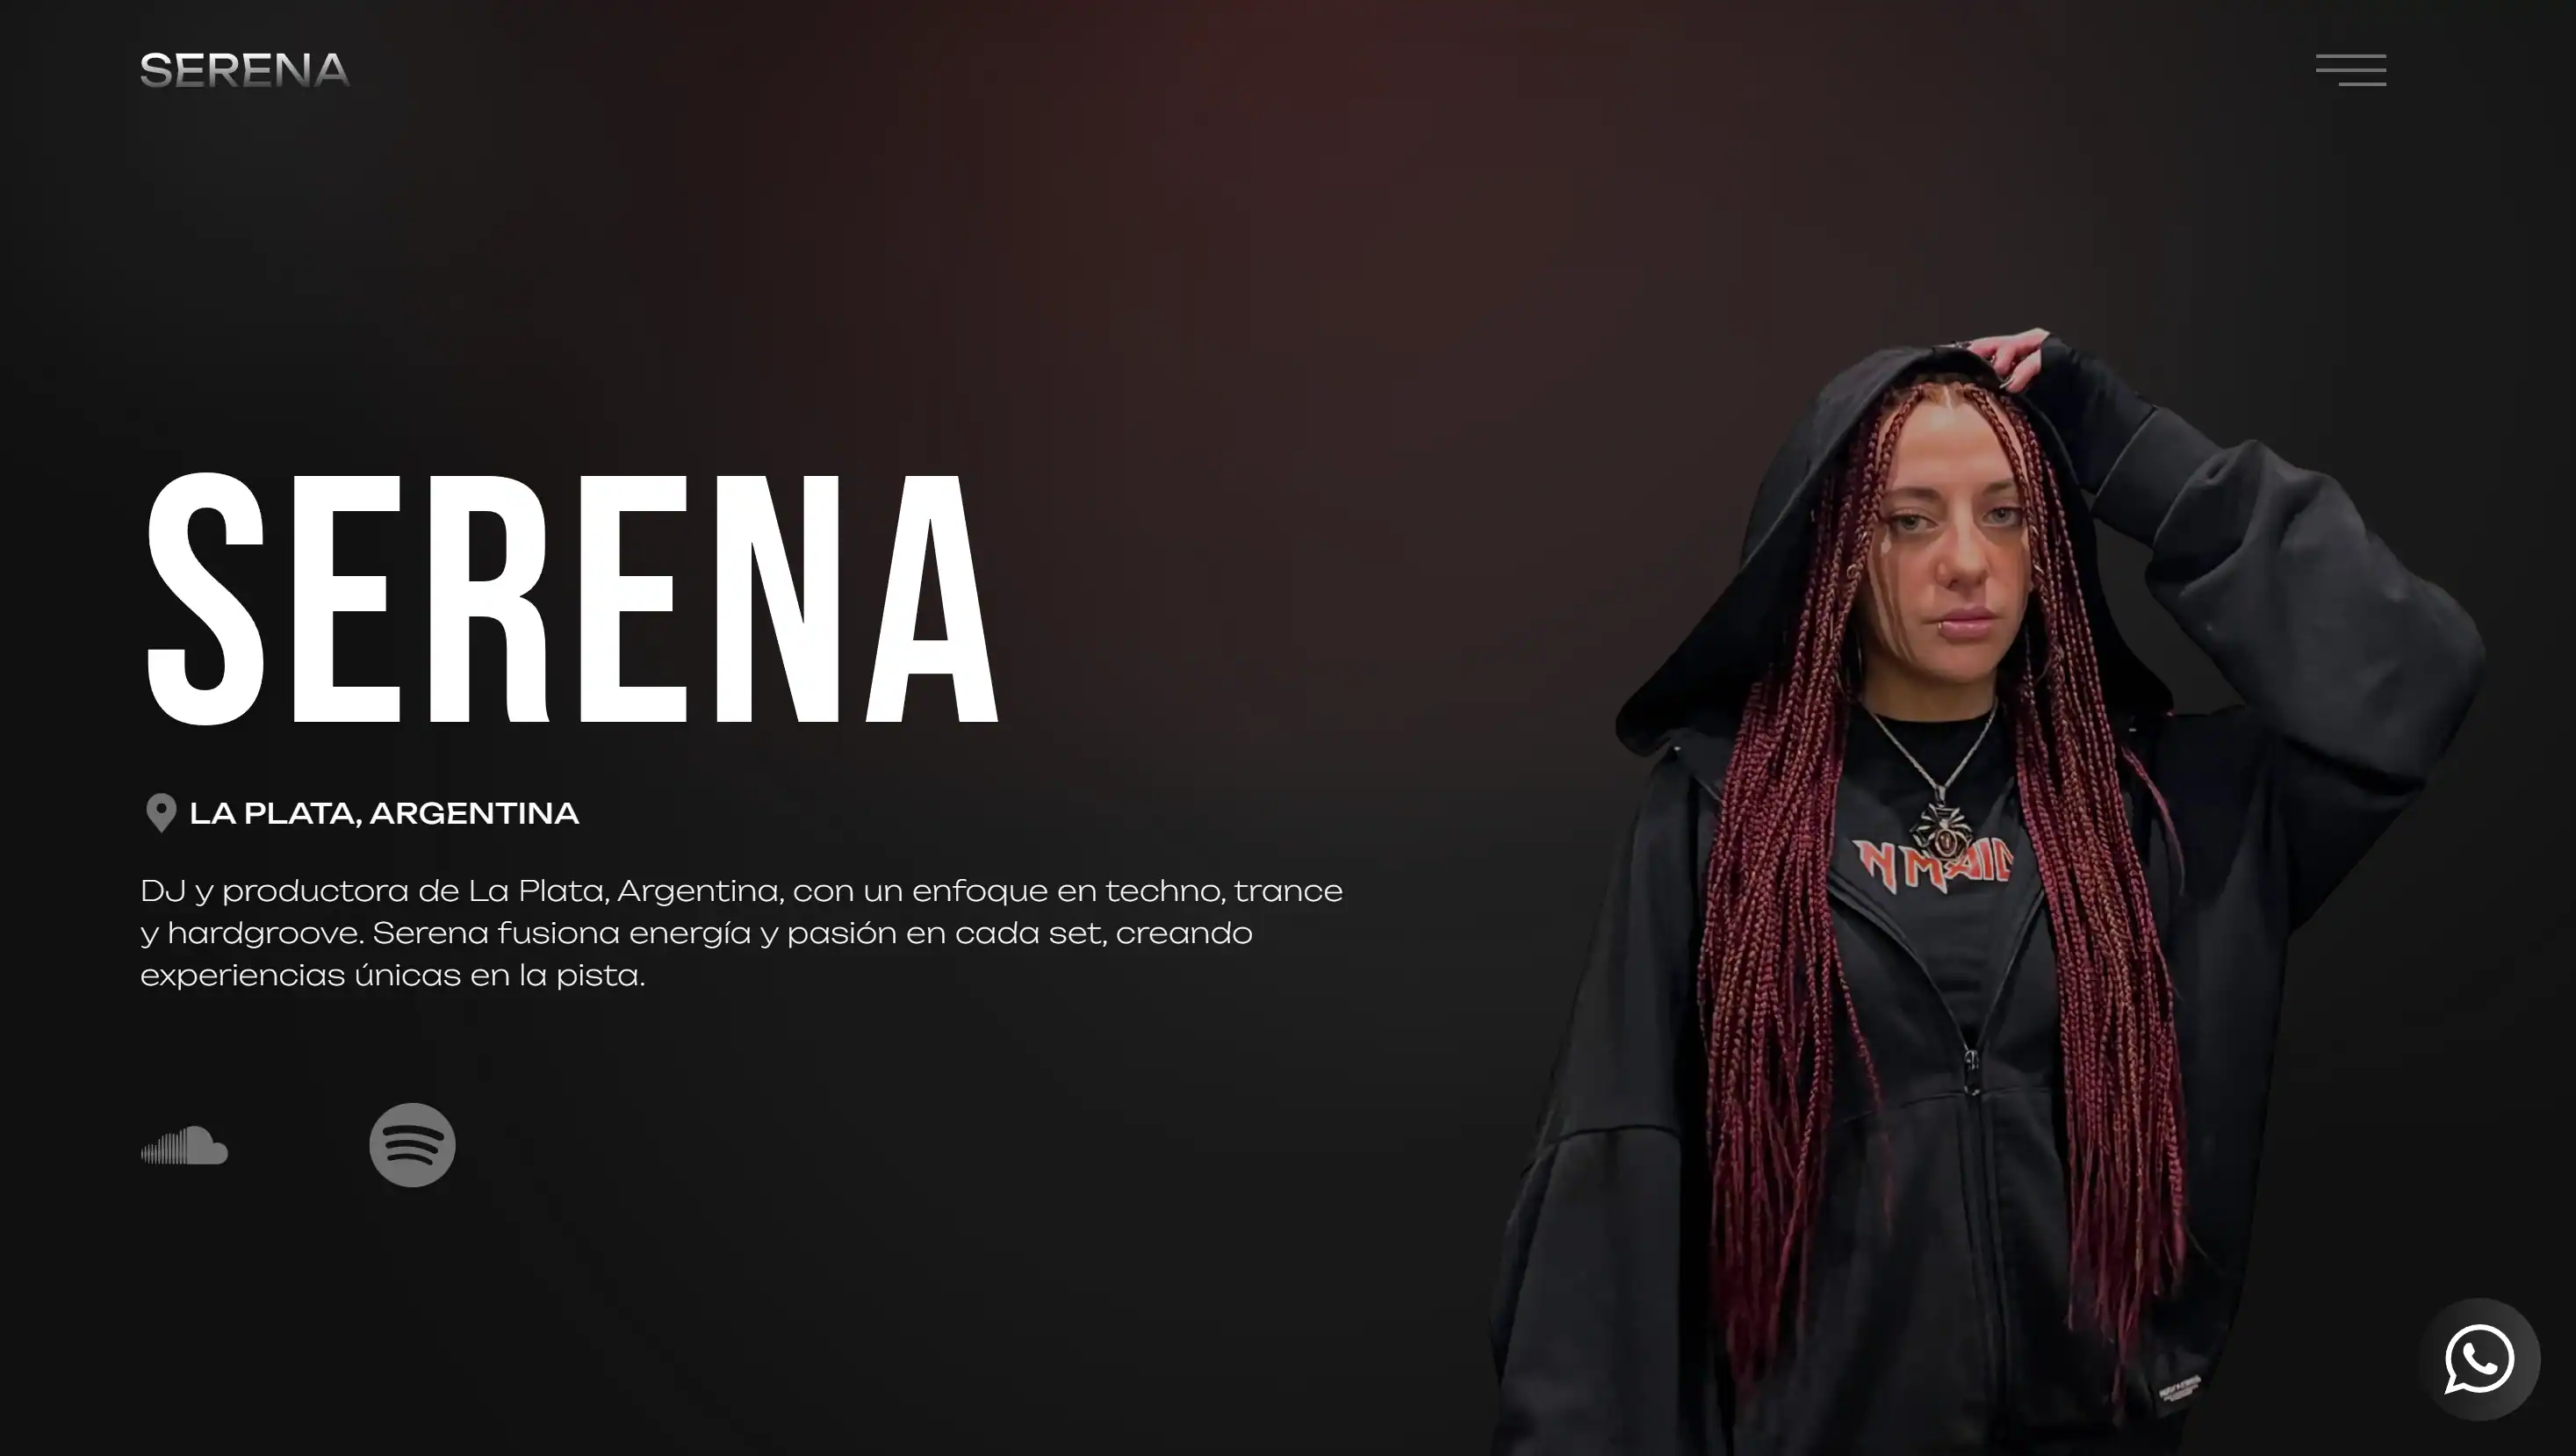 SERENA
SERENA
LA PLATA, ARGENTINA
DJ y productora de La Plata, Argentina, con un enfoque en techno, trance
y hardgroove. Serena fusiona energía y pasión en cada set, creando
experiencias únicas en la pista.
N MAID